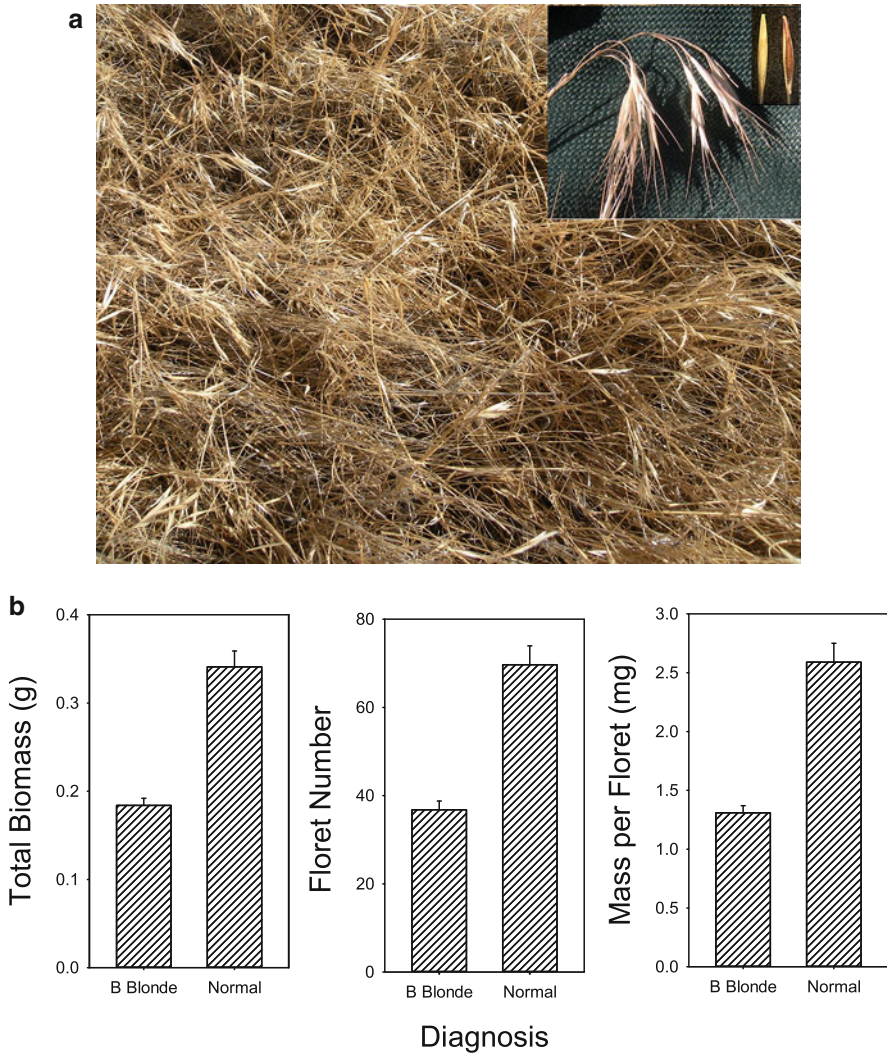 a
b
Total Biomass (g)
0.4
0.3
0.2
0.1
0.0
B Blonde Normal
Floret Number
80
60
40
20
0
B Blonde Normal
Mass per Floret (mg)
3.0
2.5
2.0
1.5
1.0
0.5
0.0
B Blonde Normal
Diagnosis